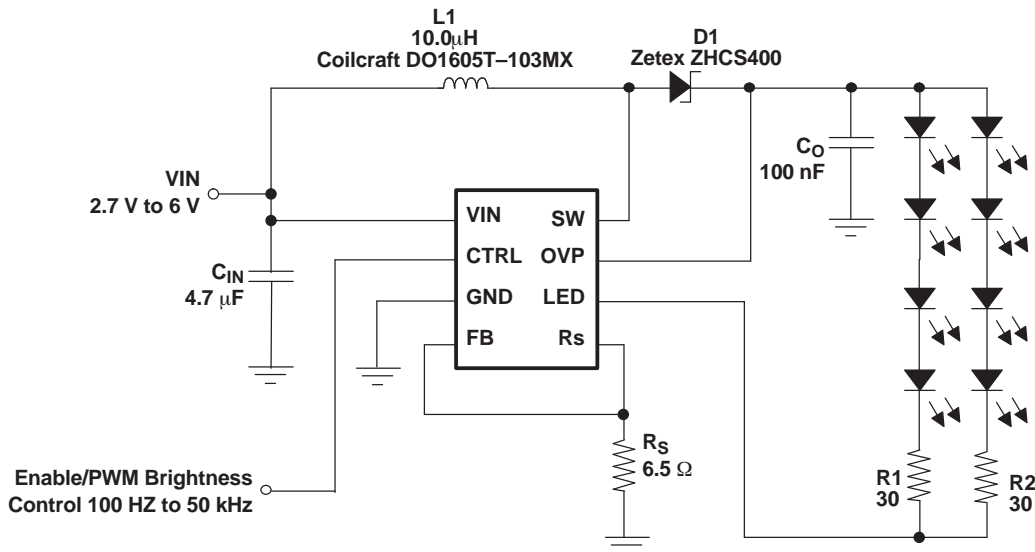 L1
10.0μH
Coilcraft DO1605T–103MX
D1
Zetex ZHCS400
CO
100 nF
VIN
2.7 V to 6 V
CIN
4.7 μF
VIN
SW
CTRL
OVP
GND
LED
FB
Rs
RS
6.5 Ω
R1
30
R2
30
Enable/PWM Brightness
Control 100 HZ to 50 kHz